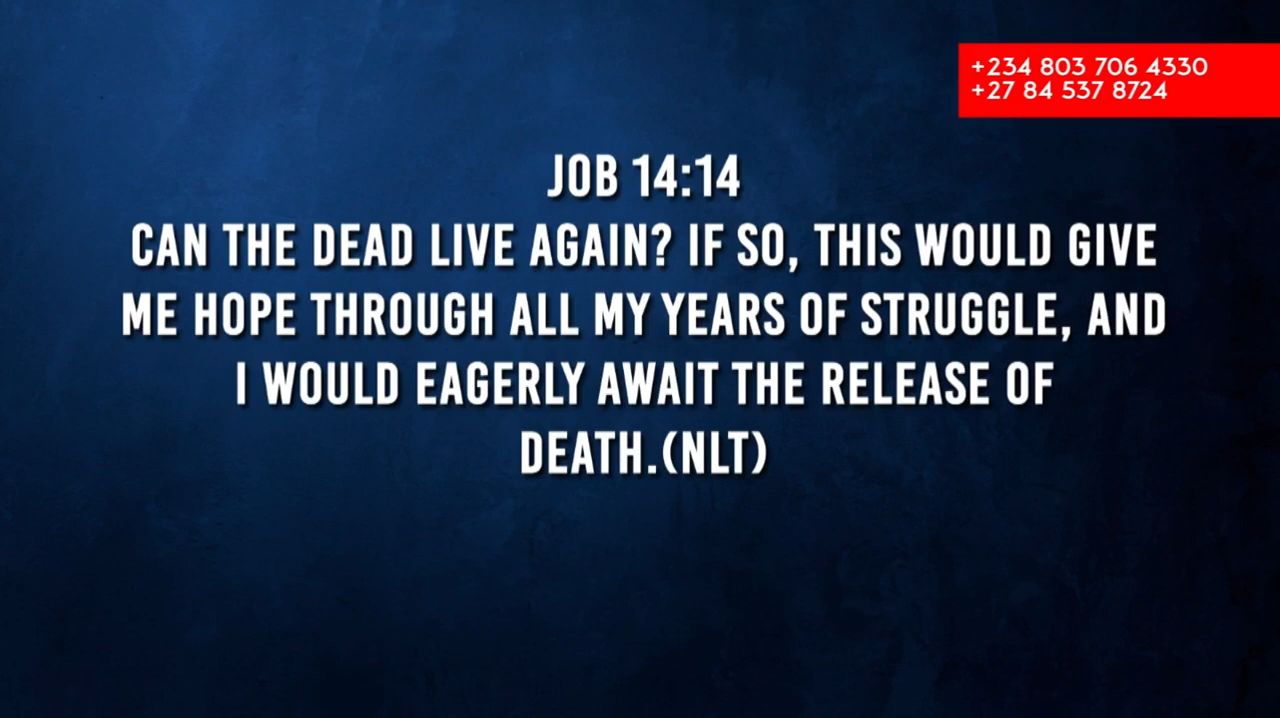 +234 803 706 4330
+27 84 537 8724
JOB 14:14
CAN THE DEAD LIVE AGAIN? IF SO, THIS WOULD GIVE
ME HOPE THROUGH ALL MY YEARS OF STRUGGLE, AND
I WOULD EAGERLY AWAIT THE RELEASE OF
DEATH.(NLT)